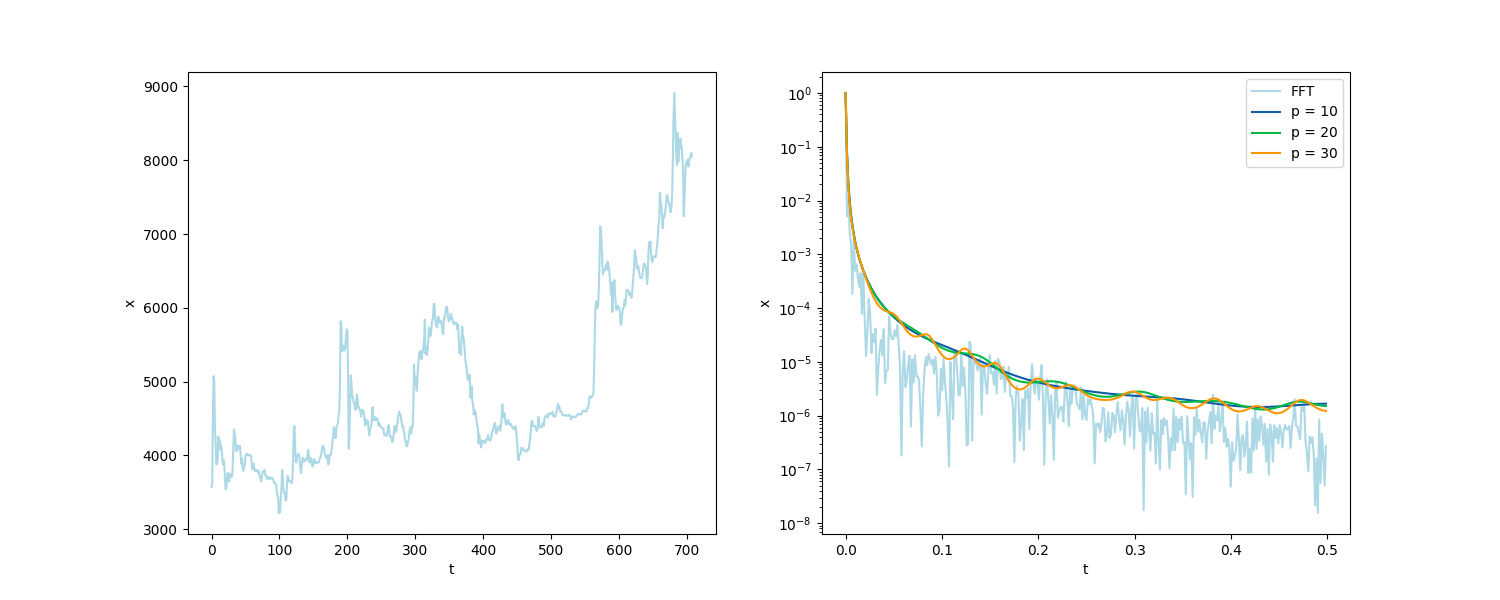 9000
8000
7000
6000
5000
4000
3000
x
0 100 200 300 400 500 600 700
t
10⁰
10⁻¹
10⁻²
10⁻³
10⁻⁴
10⁻⁵
10⁻⁶
10⁻⁷
10⁻⁸
x
0.0 0.1 0.2 0.3 0.4 0.5
t
FFT
p = 10
p = 20
p = 30